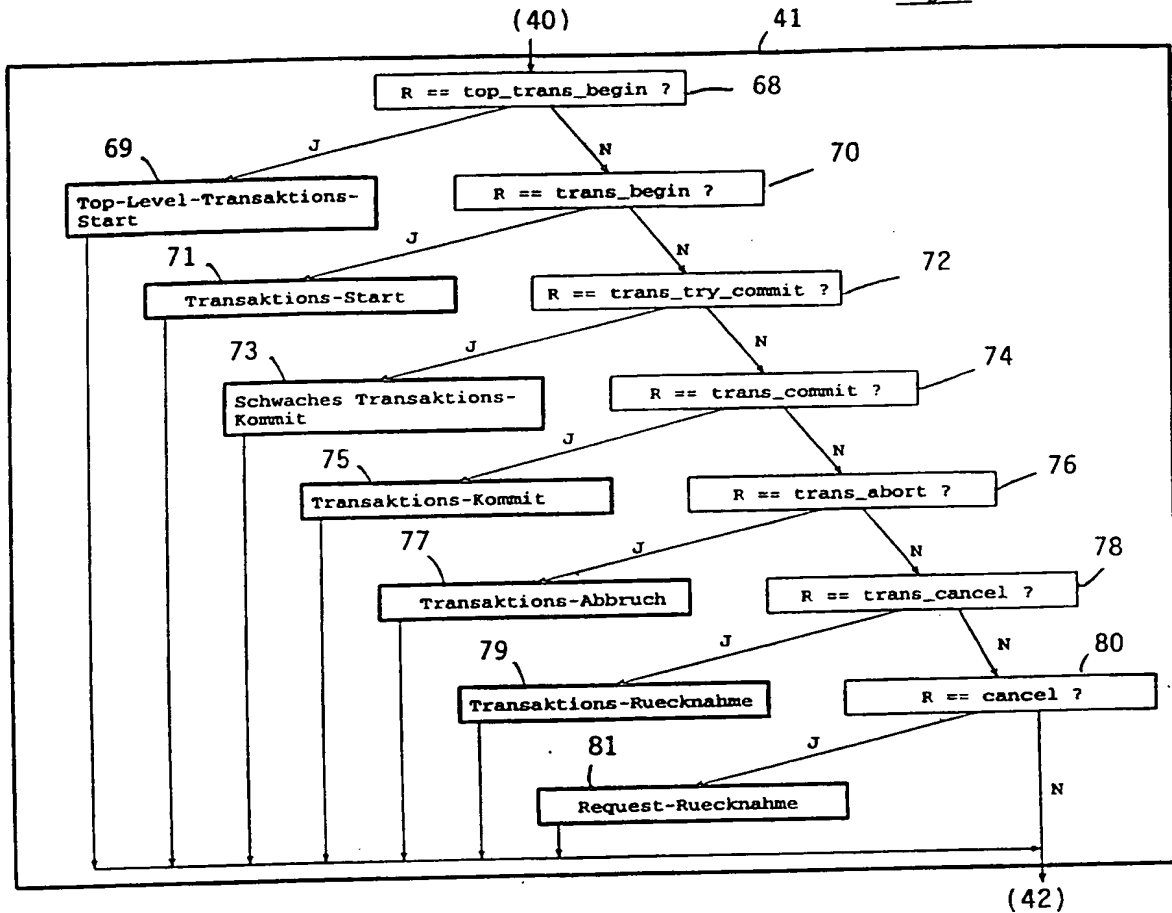 (40)
41
R == top_trans_begin ?
68
69
J
N
70
Top-Level-Transaktions-
Start
R == trans_begin ?
71
J
N
72
Transaktions-Start
R == trans_try_commit ?
73
J
N
74
Schwaches Transaktions-
Kommit
R == trans_commit ?
75
J
N
76
Transaktions-Kommit
R == trans_abort ?
77
J
N
78
Transaktions-Abbruch
R == trans_cancel ?
79
J
N
80
Transaktions-Ruecknahme
R == cancel ?
81
J
N
Request-Ruecknahme
(42)